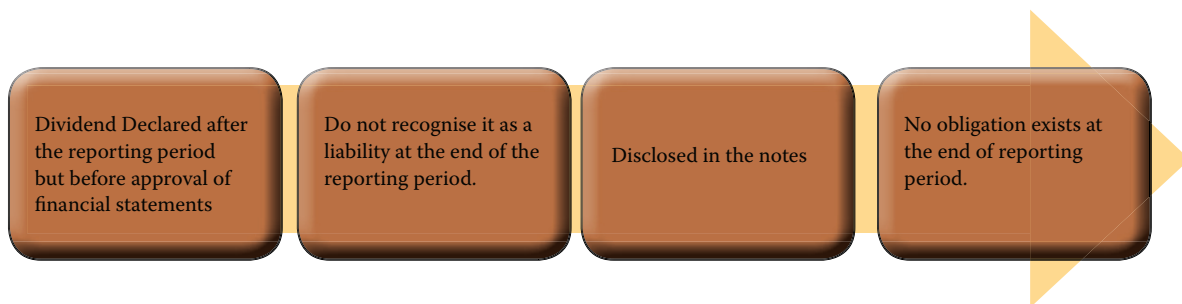 Dividend Declared after
the reporting period
but before approval of
financial statements
Do not recognise it as a
liability at the end of the
reporting period.
Disclosed in the notes
No obligation exists at
the end of reporting
period.